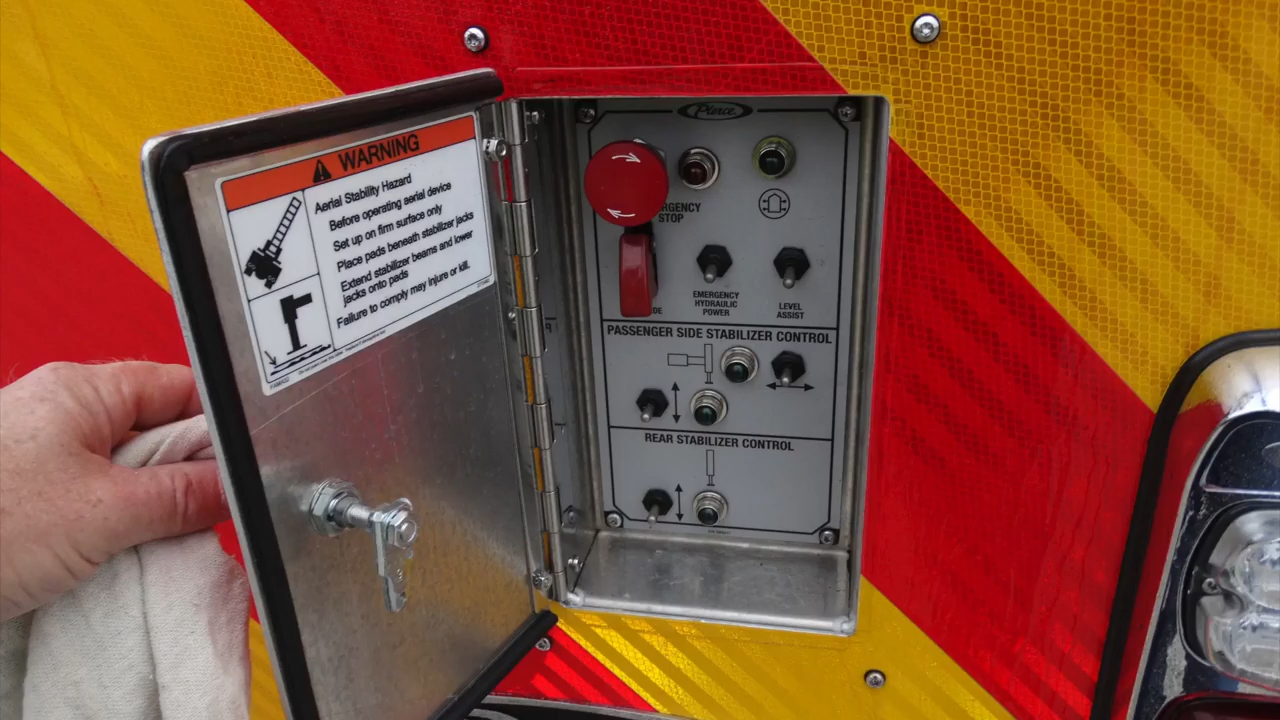 WARNING
Aerial Stability Hazard
Before operating aerial device
Set up on firm surface only
Place pads beneath stabilizer jacks
Extend stabilizer beams and lower
jacks onto pads
Failure to comply may injure or kill.
Pierce
RGENCY
STOP
IDE
EMERGENCY
HYDRAULIC
POWER
LEVEL
ASSIST
PASSENGER SIDE STABILIZER CONTROL
REAR STABILIZER CONTROL